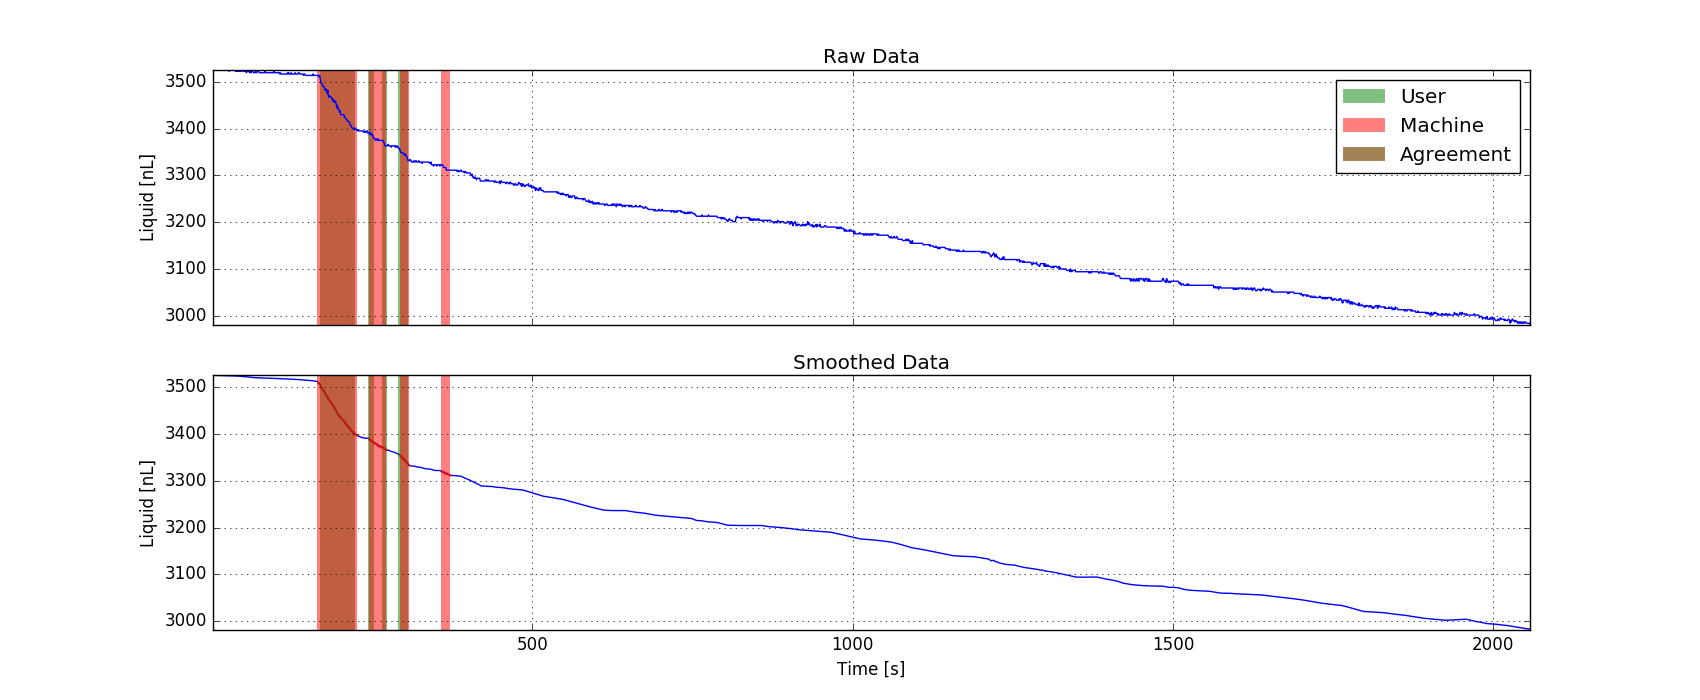 Raw Data
3500
3400
3300
3200
3100
3000
Liquid [nL]
User
Machine
Agreement
Smoothed Data
3500
3400
3300
3200
3100
3000
Liquid [nL]
500
1000
1500
2000
Time [s]